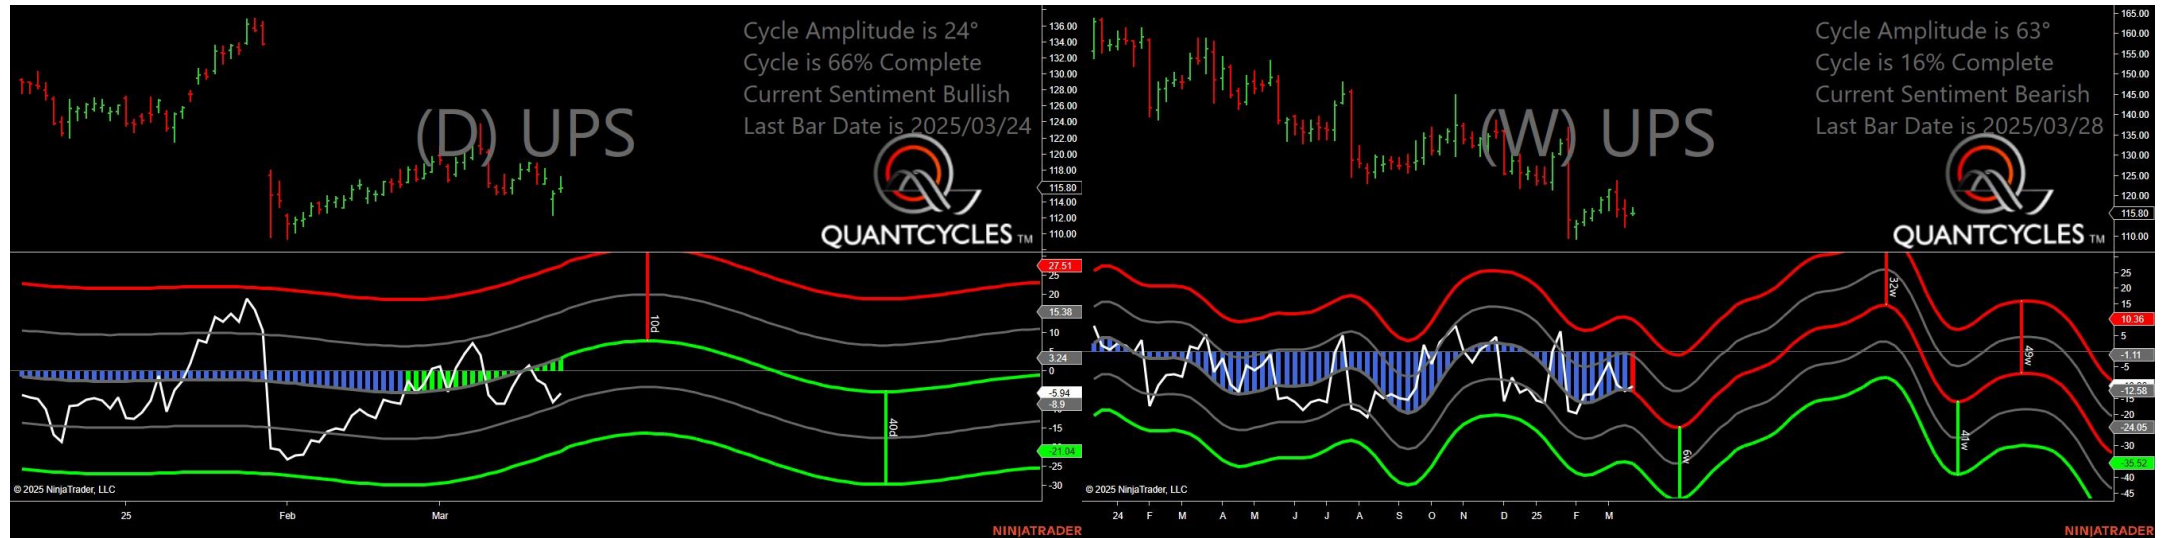 Cycle Amplitude is 24°
Cycle is 66% Complete
Current Sentiment Bullish
Last Bar Date is 2025/03/24
(D) UPS
QUANTCYCLES TM
136.00
134.00
132.00
130.00
128.00
126.00
124.00
122.00
120.00
118.00
115.80
114.00
112.00
110.00
27.51
25
20
15.38
10
5
3.24
0
-5.94
-8.9
-15
-21.04
-25
-30
10d
40d
© 2025 NinjaTrader, LLC
25
Feb
Mar
NINJATRADER
Cycle Amplitude is 63°
Cycle is 16% Complete
Current Sentiment Bearish
Last Bar Date is 2025/03/28
(W) UPS
QUANTCYCLES TM
165.00
160.00
155.00
150.00
145.00
140.00
135.00
130.00
125.00
120.00
115.80
110.00
25
20
15
10.36
5
-1.11
-5
-12.58
-15
-20
-24.05
-30
-35.52
-40
-45
32w
49w
41w
6w
© 2025 NinjaTrader, LLC
24 F M A M J J A S O N D 25 F M
NINJATRADER